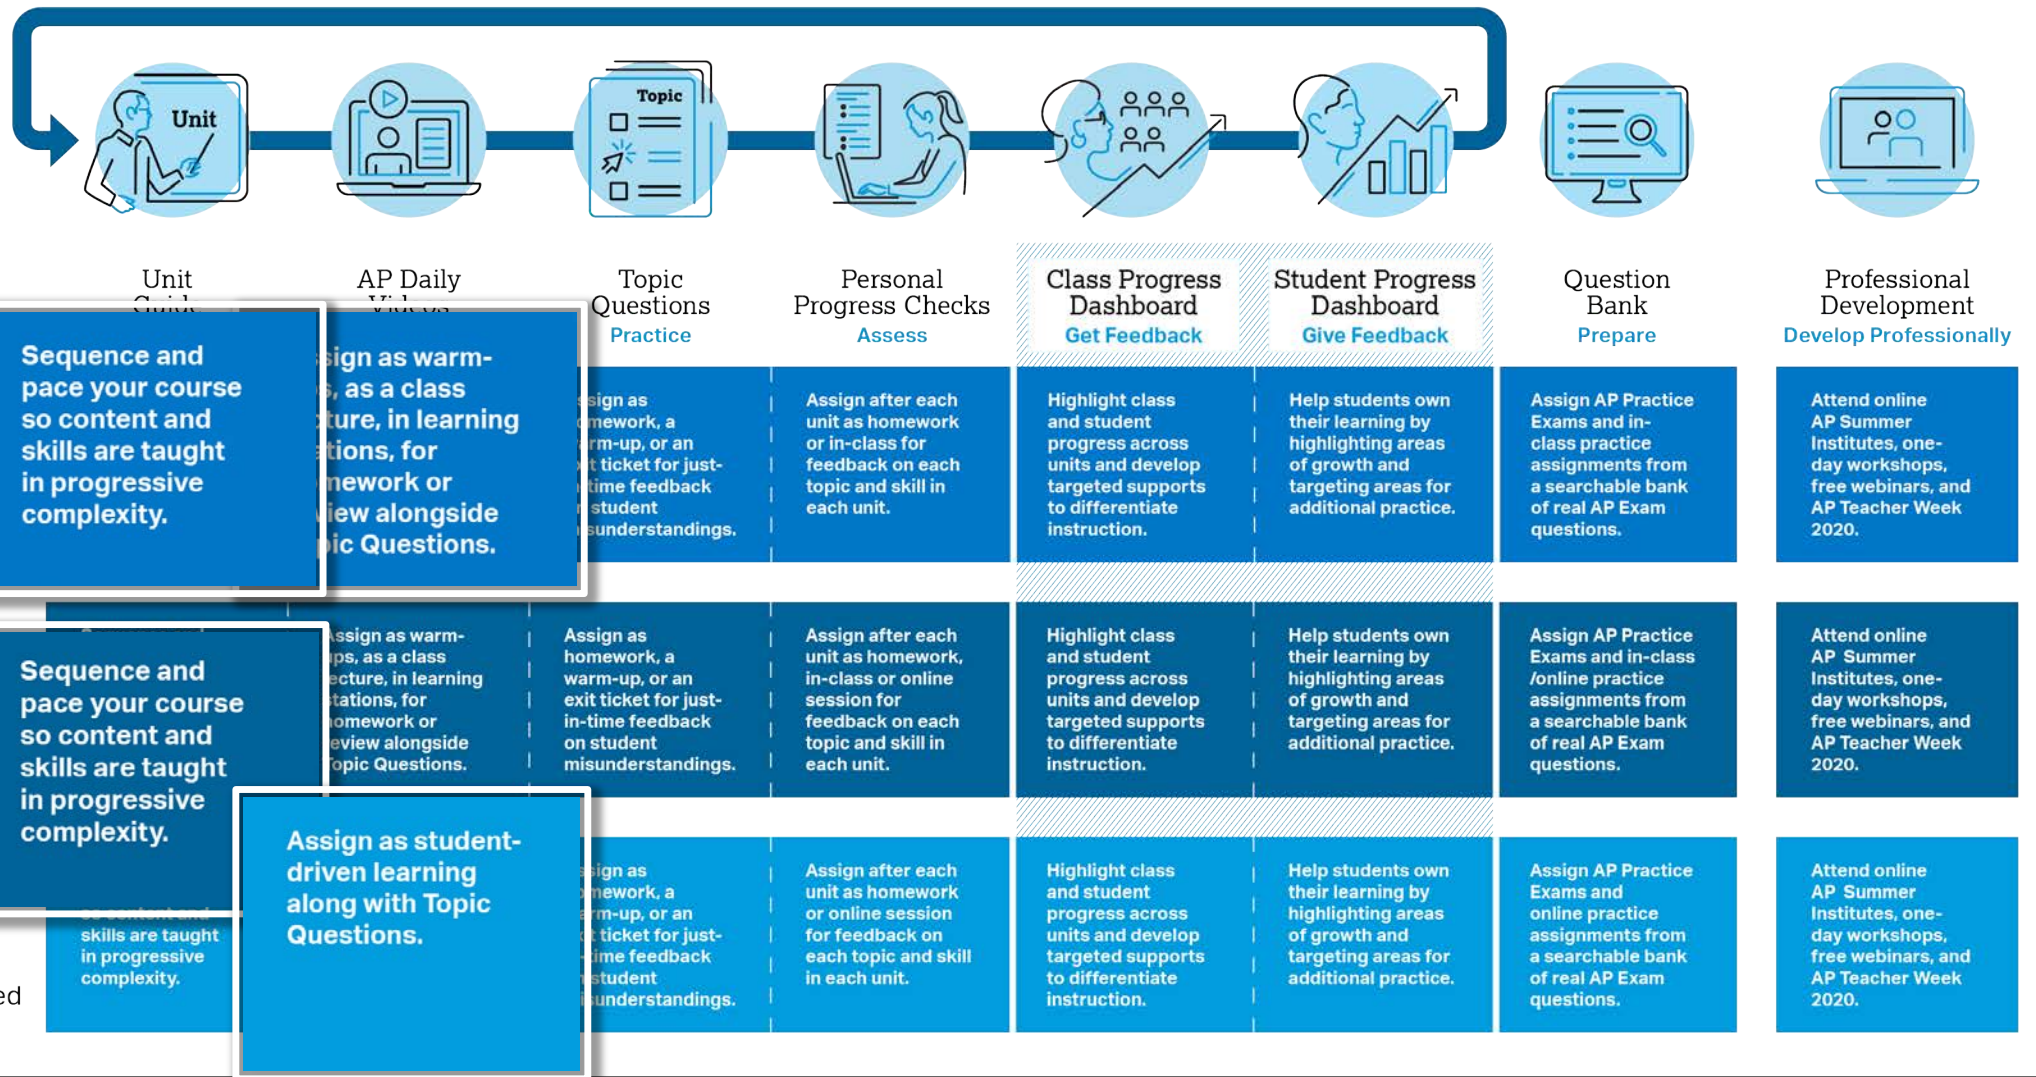 Unit
Topic
Unit
AP Daily
Videos
Topic
Questions
Practice
Personal
Progress Checks
Assess
Class Progress
Dashboard
Get Feedback
Student Progress
Dashboard
Give Feedback
Question
Bank
Prepare
Professional
Development
Develop Professionally
Sequence and
pace your course
so content and
skills are taught
in progressive
complexity.
warm-
as a class
in learning
for
or
alongside
Questions.
as
a
or an
ticket for just-
time feedback
student
Assign after each
unit as homework
or in-class for
feedback on each
topic and skill in
each unit.
Highlight class
and student
progress across
units and develop
targeted supports
to differentiate
instruction.
Help students own
their learning by
highlighting areas
of growth and
targeting areas for
additional practice.
Assign AP Practice
Exams and in-
class practice
assignments from
a searchable bank
of real AP Exam
questions.
Attend online
AP Summer
Institutes, one-
day workshops,
free webinars, and
AP Teacher Week
2020.
Sequence and
pace your course
so content and
skills are taught
in progressive
complexity.
Assign as warm-
ups, as a class
lecture, in learning
stations, for
homework or
review alongside
Topic Questions.
Assign as
homework, a
warm-up, or an
exit ticket for just-
in-time feedback
on student
misunderstandings.
Assign after each
unit as homework,
in-class or online
session for
feedback on each
topic and skill in
each unit.
Highlight class
and student
progress across
units and develop
targeted supports
to differentiate
instruction.
Help students own
their learning by
highlighting areas
of growth and
targeting areas for
additional practice.
Assign AP Practice
Exams and in-class
/online practice
assignments from
a searchable bank
of real AP Exam
questions.
Attend online
AP Summer
Institutes, one-
day workshops,
free webinars, and
AP Teacher Week
2020.
so content and
skills are taught
in progressive
complexity.
Assign as student-
driven learning
along with Topic
Questions.
as
a
or an
ticket for just-
time feedback
student
Assign after each
unit as homework
or online session
for feedback on
each topic and skill
in each unit.
Highlight class
and student
progress across
units and develop
targeted supports
to differentiate
instruction.
Help students own
their learning by
highlighting areas
of growth and
targeting areas for
additional practice.
Assign AP Practice
Exams and
online practice
assignments from
a searchable bank
of real AP Exam
questions.
Attend online
AP Summer
Institutes, one-
day workshops,
free webinars, and
AP Teacher Week
2020.